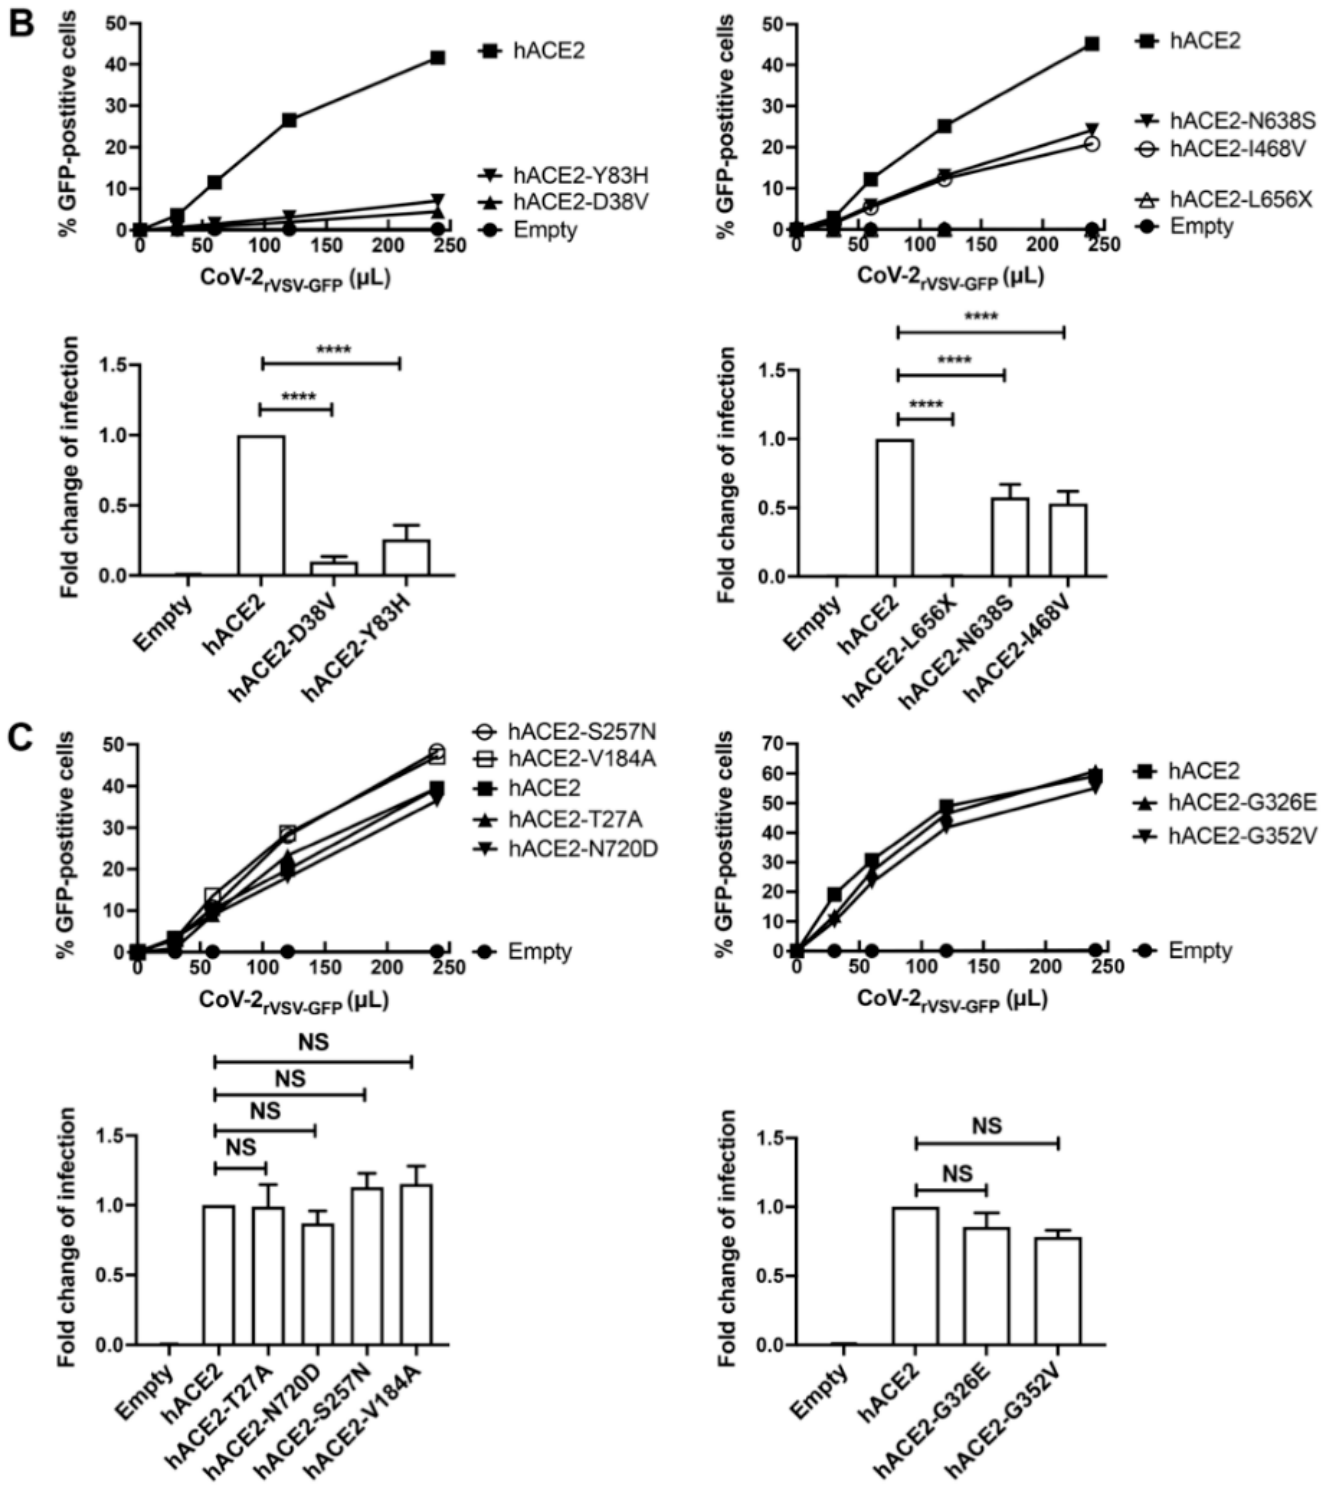 B
% GFP-postitive cells
50
40
30
20
10
0
0
50
100
150
200
250
CoV-2rVSV-GFP (µL)
hACE2
hACE2-Y83H
hACE2-D38V
Empty
% GFP-postitive cells
50
40
30
20
10
0
0
50
100
150
200
250
CoV-2rVSV-GFP (µL)
hACE2
hACE2-N638S
hACE2-I468V
hACE2-L656X
Empty
Fold change of infection
1.5
1.0
0.5
0.0
****
****
Empty
hACE2
hACE2-D38V
hACE2-Y83H
Fold change of infection
1.5
1.0
0.5
0.0
****
****
****
Empty
hACE2
hACE2-L656X
hACE2-N638S
hACE2-I468V
C
% GFP-postitive cells
50
40
30
20
10
0
0
50
100
150
200
250
CoV-2rVSV-GFP (µL)
hACE2-S257N
hACE2-V184A
hACE2
hACE2-T27A
hACE2-N720D
Empty
% GFP-postitive cells
70
60
50
40
30
20
10
0
0
50
100
150
200
250
CoV-2rVSV-GFP (µL)
hACE2
hACE2-G326E
hACE2-G352V
Empty
Fold change of infection
1.5
1.0
0.5
0.0
NS
NS
NS
NS
Empty
hACE2
hACE2-T27A
hACE2-N720D
hACE2-S257N
hACE2-V184A
Fold change of infection
1.5
1.0
0.5
0.0
NS
NS
Empty
hACE2
hACE2-G326E
hACE2-G352V